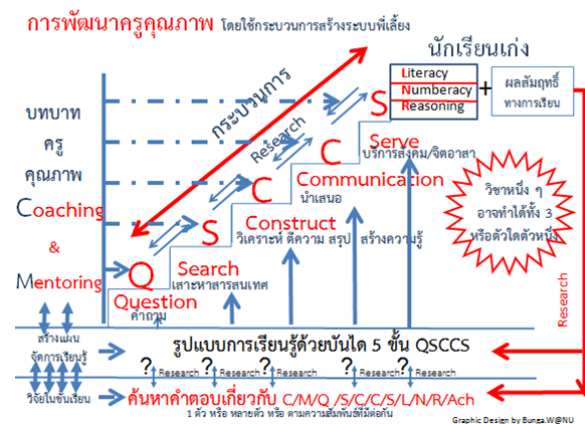 การพัฒนาครูคุณภาพ โดยใช้กระบวนการสร้างระบบพี่เลี้ยง
นักเรียนเก่ง
Literacy
Numberacy
Reasoning
+
ผลสัมฤทธิ์
ทางการเรียน
บทบาท
ครู
คุณภาพ
Coaching
&
Mentoring
กระบวนการ
Research
S
Serve
บริการสังคม/จิตอาสา
C
Communication
นำเสนอ
S
C
Construct
วิเคราะห์ ตีความ สรุป สร้างความรู้
Search
เสาะหาสารสนเทศ
Q
Question
คำถาม
วิชาหนึ่ง ๆ
อาจทำได้ทั้ง 3
หรือตัวใดตัวหนึ่ง
Research
สร้างแผน
จัดการเรียนรู้
รูปแบบการเรียนรู้ด้วยบันได 5 ขั้น QSCCS
? Research ? Research ? Research ? Research ? Research
วิจัยในชั้นเรียน
ค้นหาคำตอบเกี่ยวกับ C/M/Q /S/C/C/S/L/N/R/Ach
1 ตัว หรือ หลายตัว หรือ ตามความสัมพันธ์ที่มีต่อกัน
Graphic Design by Bunga.W@NU